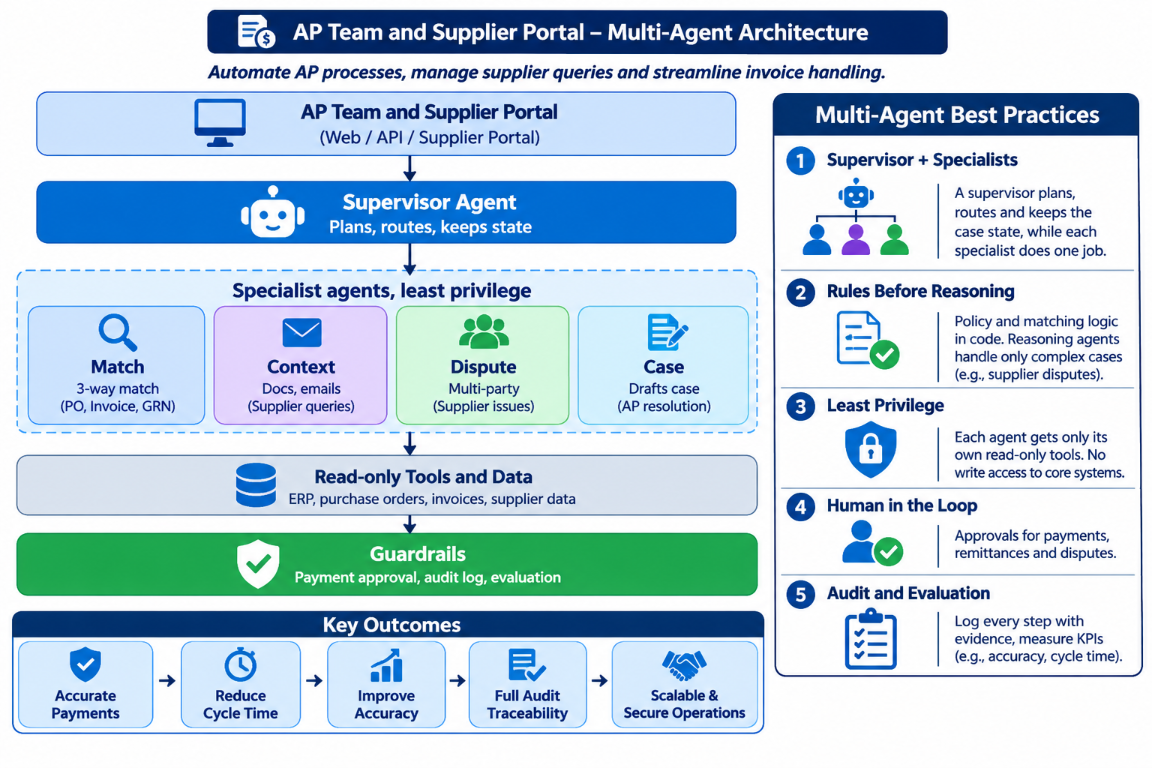 AP Team and Supplier Portal – Multi-Agent Architecture
Automate AP processes, manage supplier queries and streamline invoice handling.
AP Team and Supplier Portal
(Web / API / Supplier Portal)
Supervisor Agent
Plans, routes, keeps state
Specialist agents, least privilege
Match
3-way match
(PO, Invoice, GRN)
Context
Docs, emails
(Supplier queries)
Dispute
Multi-party
(Supplier issues)
Case
Drafts case
(AP resolution)
Read-only Tools and Data
ERP, purchase orders, invoices, supplier data
Guardrails
Payment approval, audit log, evaluation
Key Outcomes
Accurate
Payments
Reduce
Cycle Time
Improve
Accuracy
Full Audit
Traceability
Scalable &
Secure Operations
Multi-Agent Best Practices
1
Supervisor + Specialists
A supervisor plans,
routes and keeps the
case state, while each
specialist does one job.
2
Rules Before Reasoning
Policy and matching logic
in code. Reasoning agents
handle only complex cases
(e.g., supplier disputes).
3
Least Privilege
Each agent gets only its
own read-only tools. No
write access to core systems.
4
Human in the Loop
Approvals for payments,
remittances and disputes.
5
Audit and Evaluation
Log every step with
evidence, measure KPIs
(e.g., accuracy, cycle time).